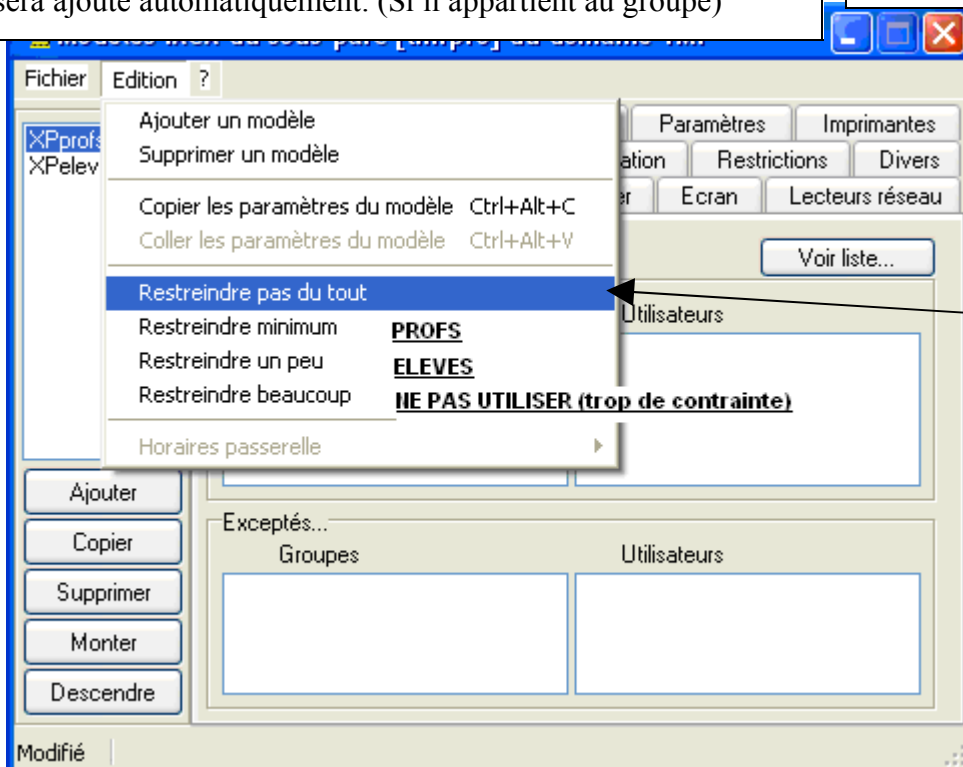 sera ajouté automatiquement. (Si il appartient au groupe)
Fichier Edition ?
XPprofs
XPelev
Ajouter un modèle
Supprimer un modèle
Copier les paramètres du modèle Ctrl+Alt+C
Coller les paramètres du modèle Ctrl+Alt+V
Restreindre pas du tout
Restreindre minimum PROFS
Restreindre un peu ELEVES
Restreindre beaucoup NE PAS UTILISER (trop de contrainte)
Horaires passerelle
Paramètres Imprimantes
ation Restrictions Divers
er Ecran Lecteurs réseau
Voir liste...
Utilisateurs
Ajouter
Copier
Supprimer
Monter
Descendre
Exceptés...
Groupes Utilisateurs
Modifié